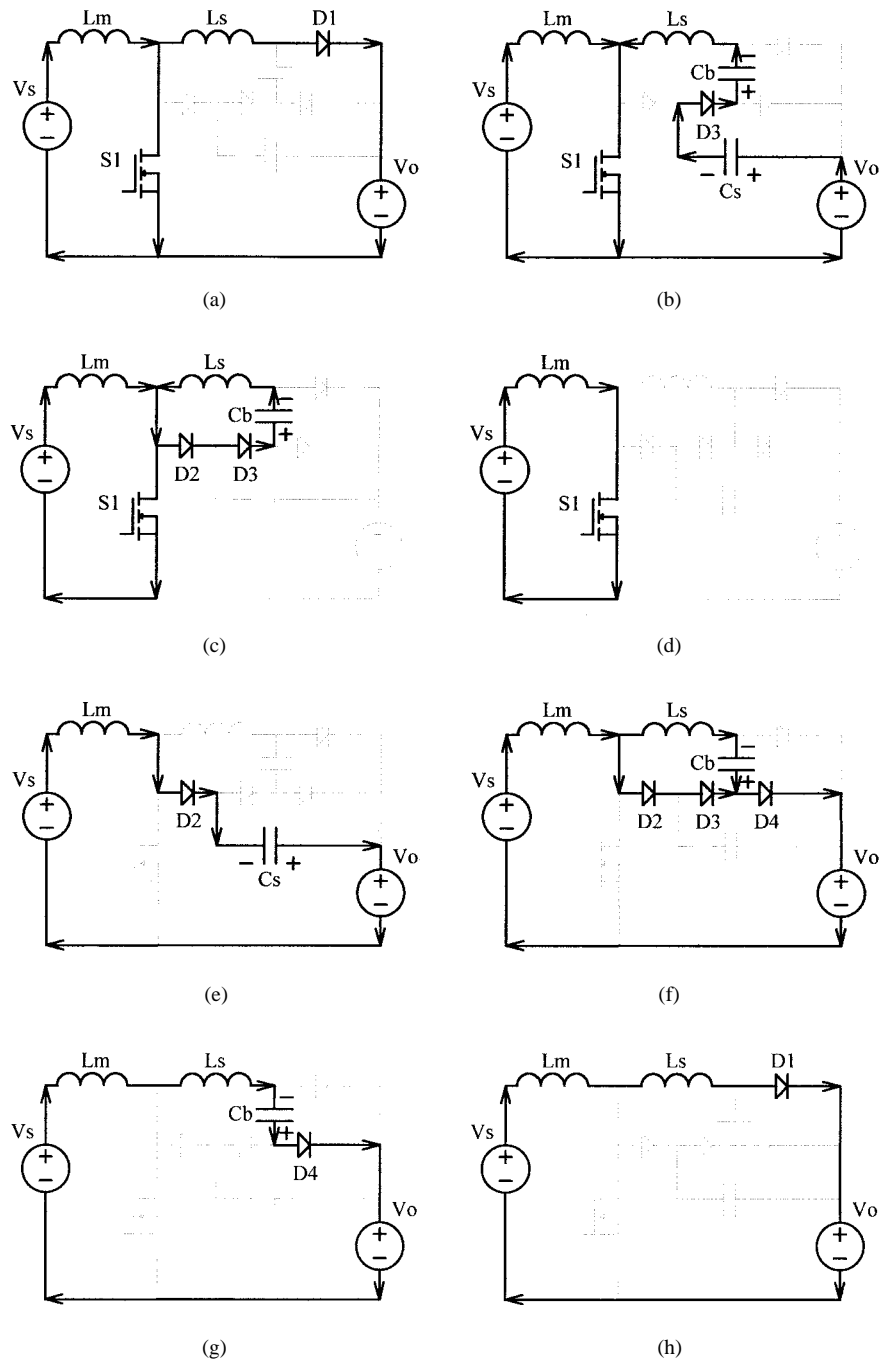 Lm Ls D1
Vs + −
S1
Vo + −
(a)
Lm Ls
− Cb +
Vs + −
D3
S1
− Cs +
Vo + −
(b)
Lm Ls
− Cb +
Vs + −
D2 D3
S1
(c)
Lm
Vs + −
S1
(d)
Lm
Vs + −
D2
− Cs +
Vo + −
(e)
Lm Ls
− Cb +
Vs + −
D2 D3 D4
Vo + −
(f)
Lm Ls
− Cb +
Vs + −
D4
Vo + −
(g)
Lm Ls D1
Vs + −
Vo + −
(h)